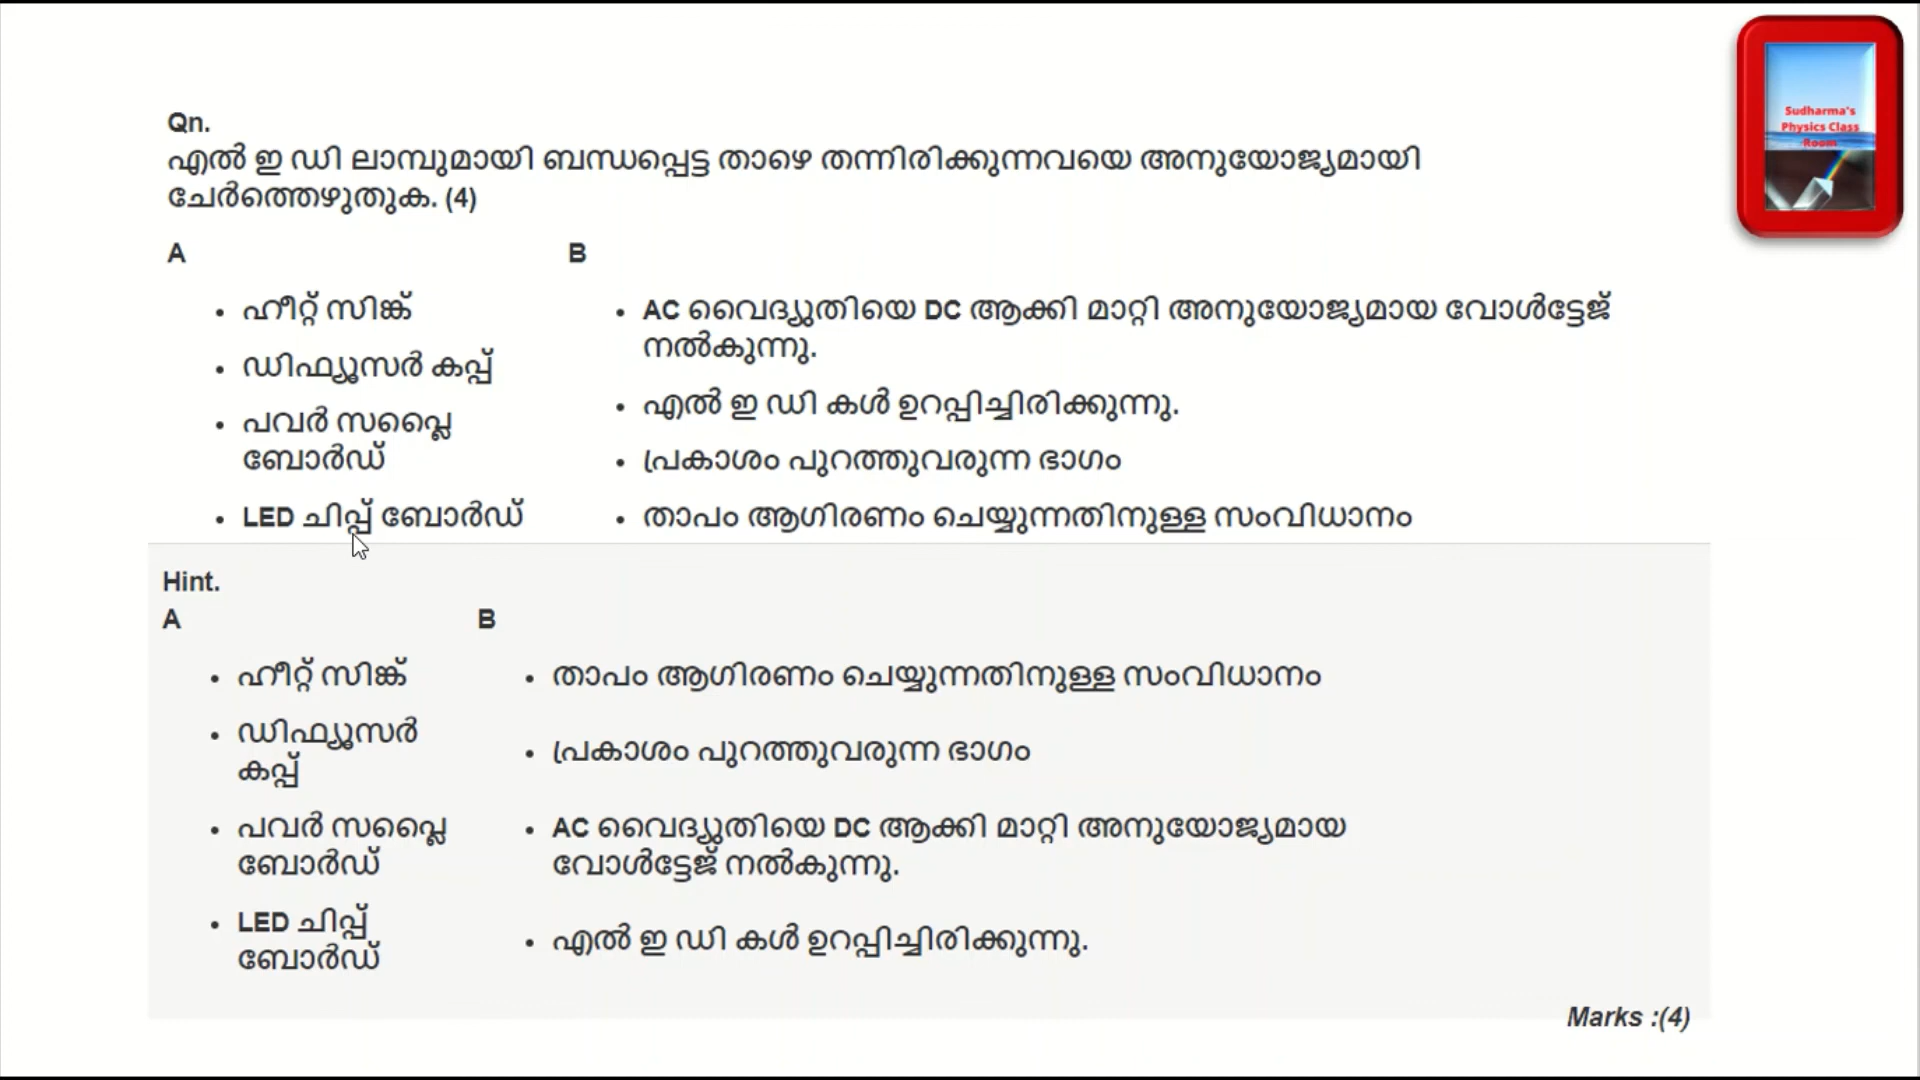 Sudharma's
Physics Class
Room
Qn.
എൽ ഇ ഡി ലാമ്പുമായി ബന്ധപ്പെട്ട താഴെ തന്നിരിക്കുന്നവയെ അനുയോജ്യമായി
ചേർത്തെഴുതുക. (4)
A B
• ഹീറ്റ് സിങ്ക് • AC വൈദ്യുതിയെ DC ആക്കി മാറ്റി അനുയോജ്യമായ വോൾട്ടേജ്
നൽകുന്നു.
• ഡിഫ്യൂസർ കപ്പ്
• എൽ ഇ ഡി കൾ ഉറപ്പിച്ചിരിക്കുന്നു.
• പവർ സപ്ലൈ
ബോർഡ് • പ്രകാശം പുറത്തുവരുന്ന ഭാഗം
• LED ചിപ്പ് ബോർഡ് • താപം ആഗിരണം ചെയ്യുന്നതിനുള്ള സംവിധാനം
Hint.
A B
• ഹീറ്റ് സിങ്ക് • താപം ആഗിരണം ചെയ്യുന്നതിനുള്ള സംവിധാനം
• ഡിഫ്യൂസർ
കപ്പ് • പ്രകാശം പുറത്തുവരുന്ന ഭാഗം
• പവർ സപ്ലൈ • AC വൈദ്യുതിയെ DC ആക്കി മാറ്റി അനുയോജ്യമായ
ബോർഡ് വോൾട്ടേജ് നൽകുന്നു.
• LED ചിപ്പ്
ബോർഡ് • എൽ ഇ ഡി കൾ ഉറപ്പിച്ചിരിക്കുന്നു.
Marks :(4)